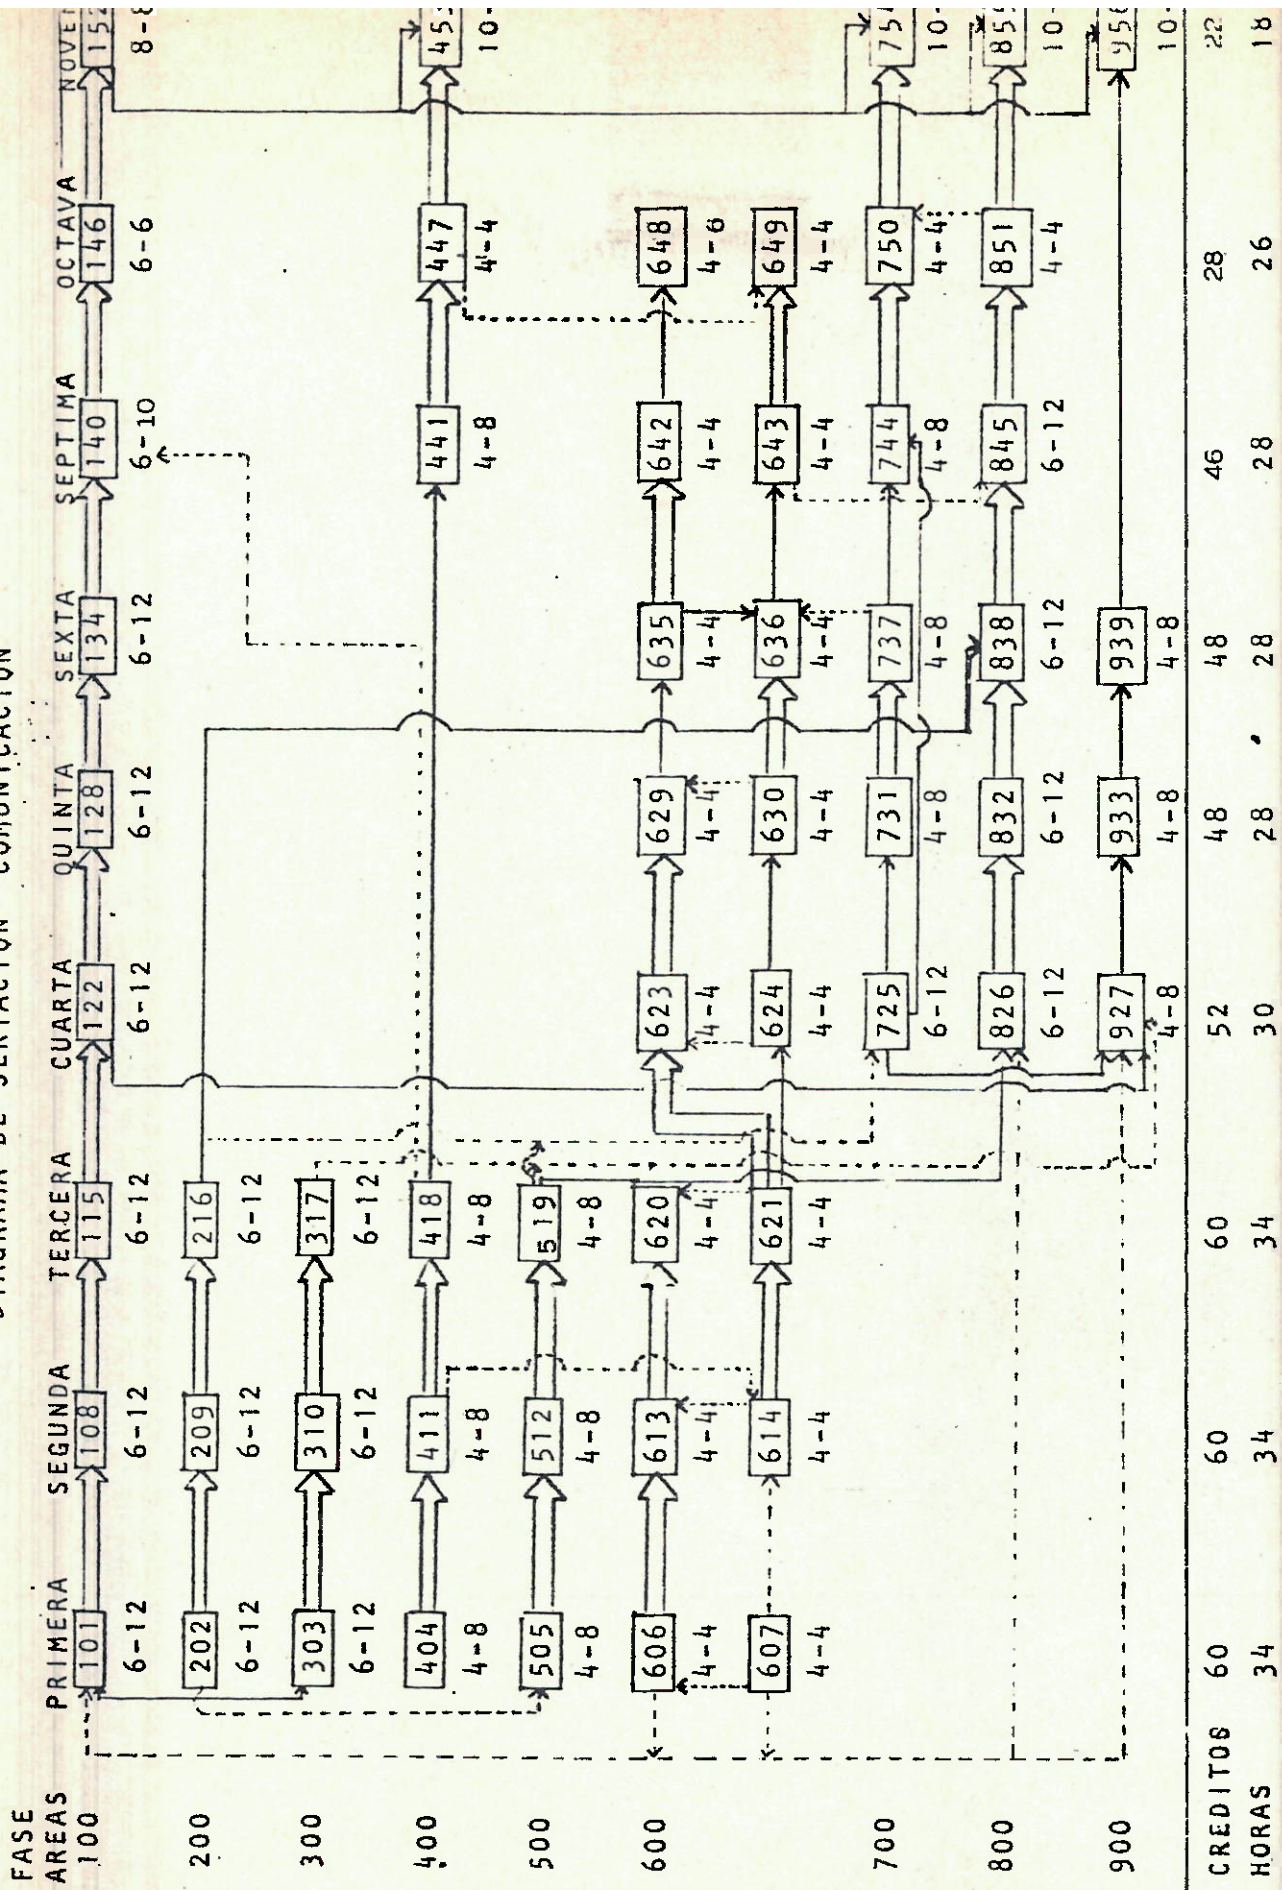 DIAGRAMA DE SERIACION COMUNICACION
FASE
AREAS PRIMERA SEGUNDA TERCERA CUARTA QUINTA SEXTA SEPTIMA OCTAVA
100 101 108 115 122 128 134 140 146 152
6-12 6-12 6-12 6-12 6-12 6-12 6-10 6-6
200 202 209 216
6-12 6-12 6-12
300 303 310 317
6-12 6-12 6-12
400 404 411 418 441 447
4-8 4-8 4-8 4-8 4-4
500 505 512 519
4-8 4-8 4-8
600 606 613 620 623 629 635 642 648
4-4 4-4 4-4 4-4 4-4 4-4 4-4 4-6
607 614 621 624 630 636 643 649
4-4 4-4 4-4 4-4 4-4 4-4 4-4 4-4
700 725 731 737 744 750
6-12 4-8 4-8 4-8 4-4
800 826 832 838 845 851
6-12 6-12 6-12 6-12 4-4
900 927 933 939
4-8 4-8 4-8
CREDITOS 60 60 60 52 48 48 46 28 22
HORAS 34 34 34 30 28 28 28 26 18